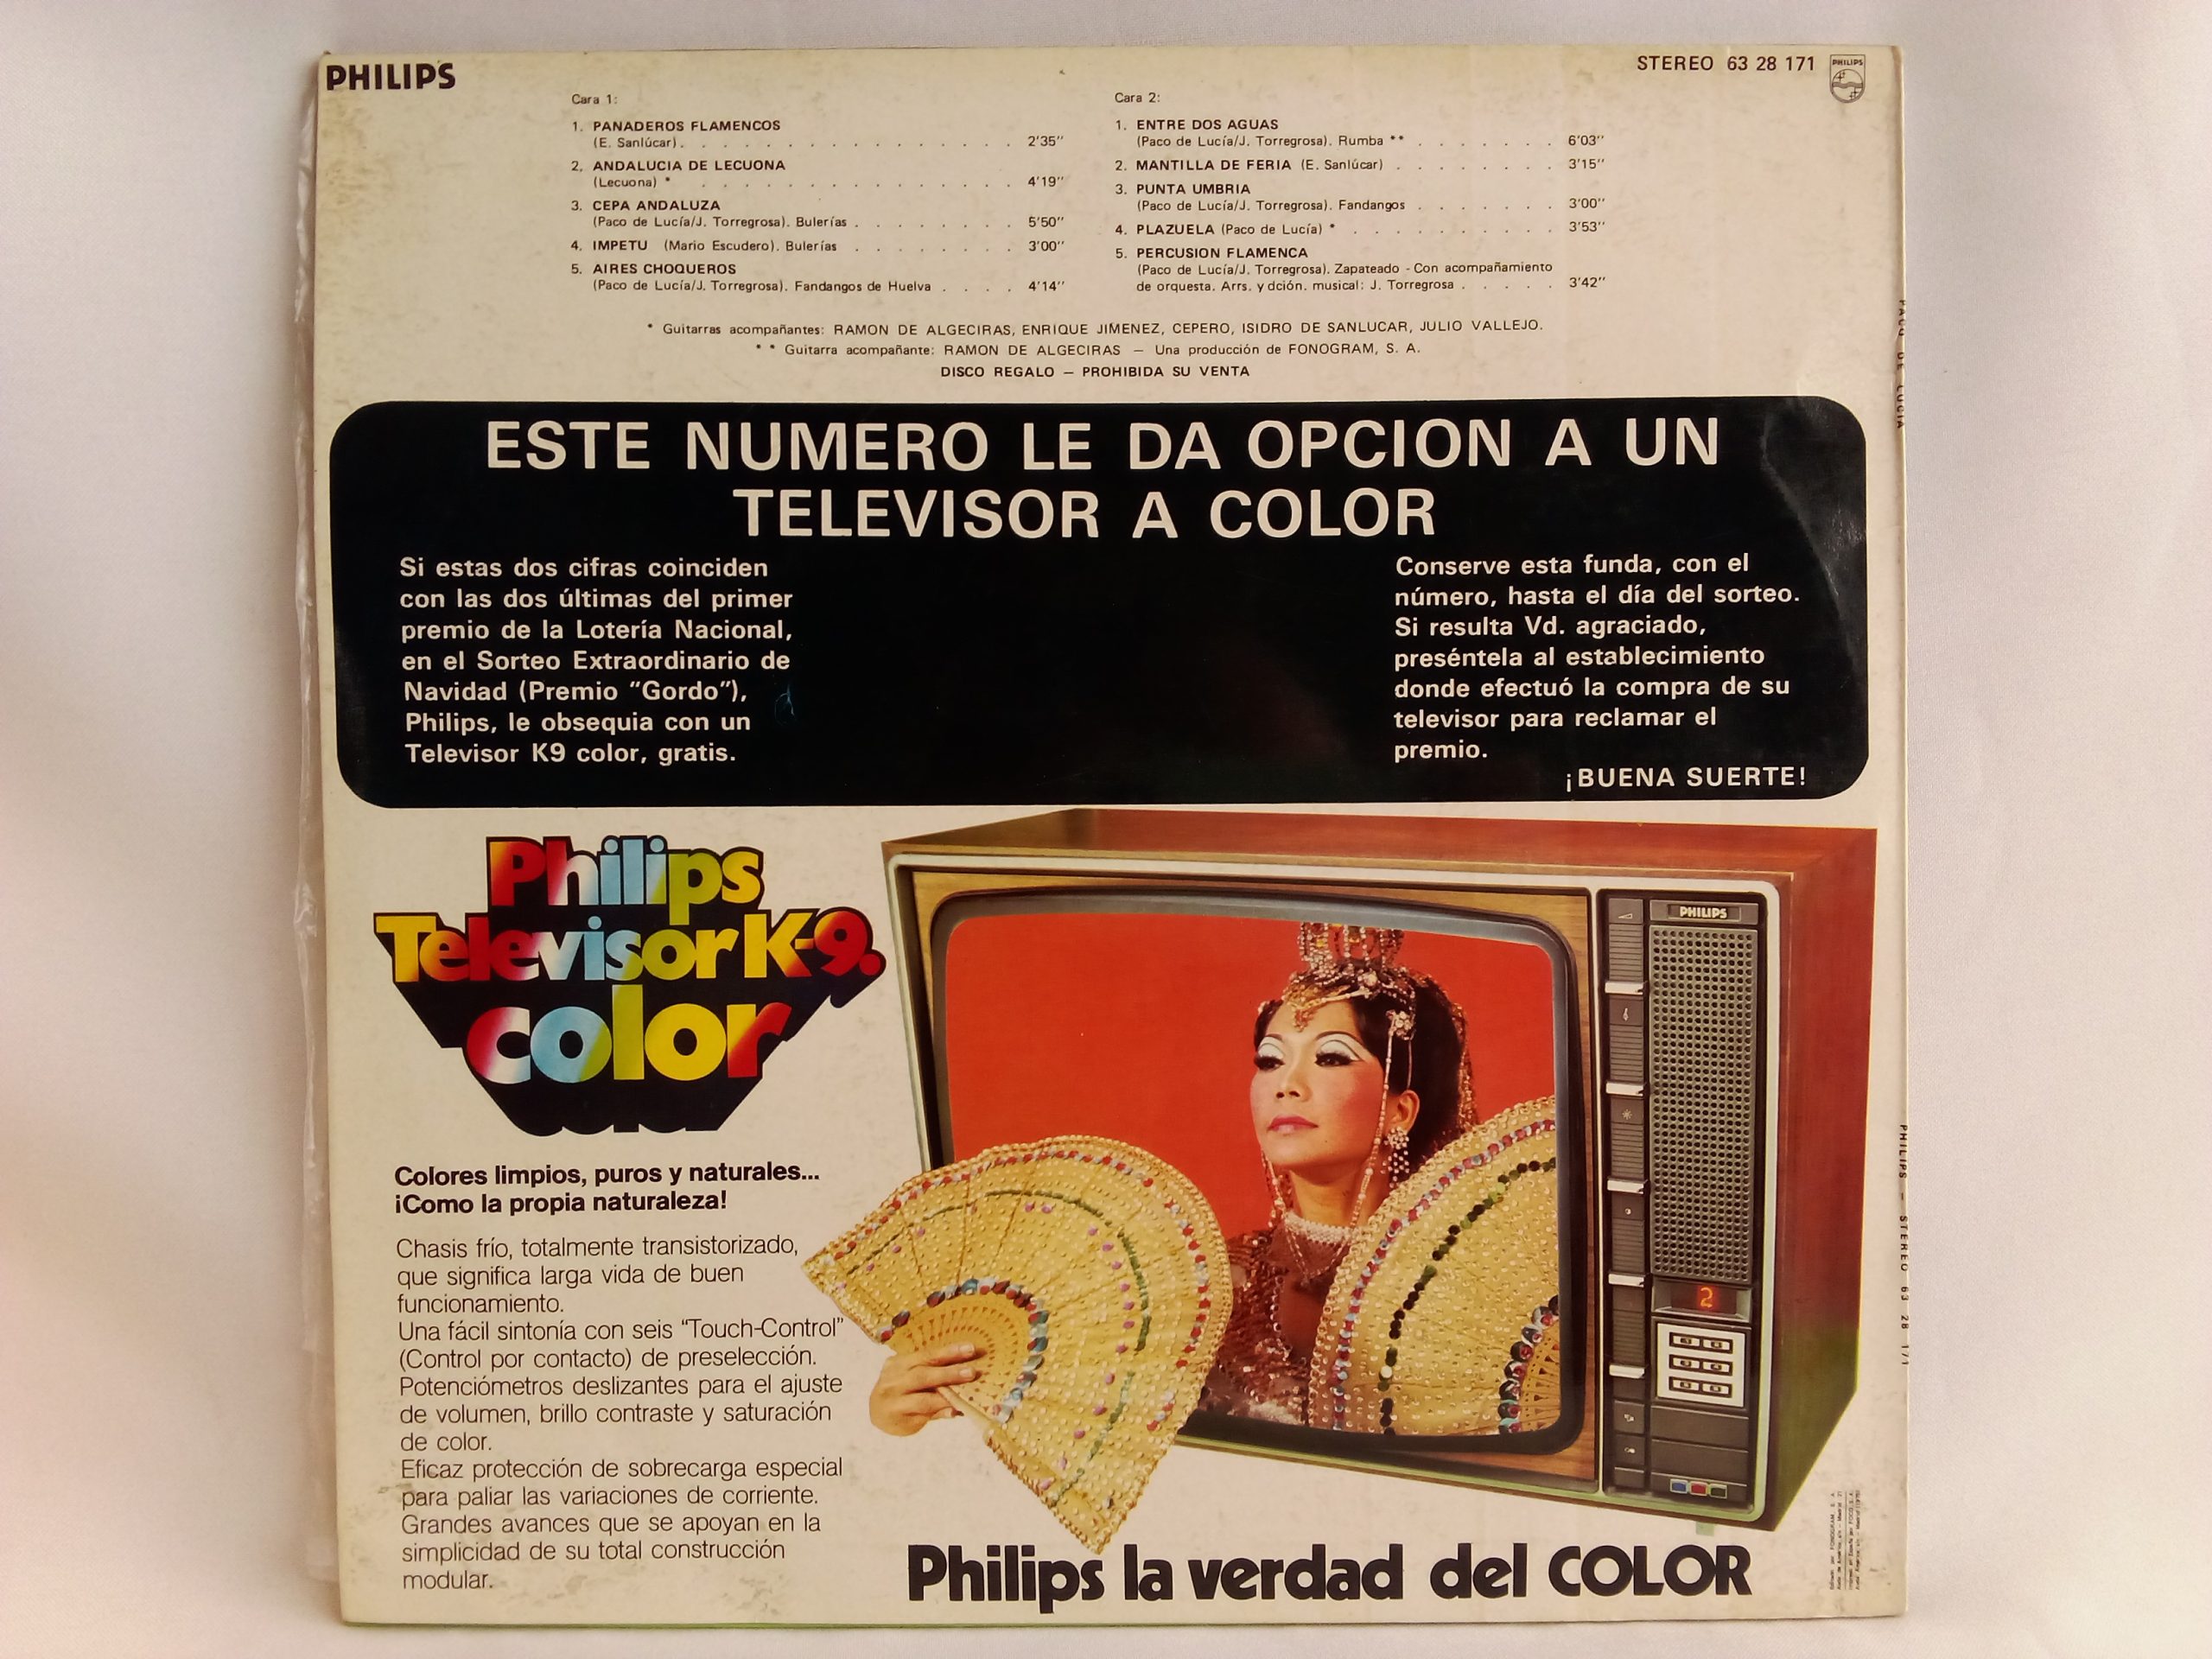 PHILIPS
STEREO 63 28 171
PHILIPS
Cara 1:
1. PANADEROS FLAMENCOS
(E. Sanlúcar). . . . . . . . . . . . . 2'35"
2. ANDALUCIA DE LECUONA
(Lecuona) * . . . . . . . . . . . . 4'19"
3. CEPA ANDALUZA
(Paco de Lucía/J. Torregrosa). Bulerías . . . . . . . 5'50"
4. IMPETU (Mario Escudero). Bulerías . . . . . . . 3'00"
5. AIRES CHOQUEROS
(Paco de Lucía/J. Torregrosa). Fandangos de Huelva . . . . 4'14"
Cara 2:
1. ENTRE DOS AGUAS
(Paco de Lucía/J. Torregrosa). Rumba ** . . . . . . 6'03"
2. MANTILLA DE FERIA (E. Sanlúcar) . . . . . . 3'15"
3. PUNTA UMBRIA
(Paco de Lucía/J. Torregrosa). Fandangos . . . . . . 3'00"
4. PLAZUELA (Paco de Lucía) * . . . . . . . . 3'53"
5. PERCUSION FLAMENCA
(Paco de Lucía/J. Torregrosa). Zapateado - Con acompañamiento
de orquesta. Arrs. y dción. musical: J. Torregrosa . . . . . 3'42"
* Guitarras acompañantes: RAMON DE ALGECIRAS, ENRIQUE JIMENEZ, CEPERO, ISIDRO DE SANLUCAR, JULIO VALLEJO.
* * Guitarra acompañante: RAMON DE ALGECIRAS — Una producción de FONOGRAM, S. A.
DISCO REGALO — PROHIBIDA SU VENTA
ESTE NUMERO LE DA OPCION A UN
TELEVISOR A COLOR
Si estas dos cifras coinciden
con las dos últimas del primer
premio de la Lotería Nacional,
en el Sorteo Extraordinario de
Navidad (Premio "Gordo"),
Philips, le obsequia con un
Televisor K9 color, gratis.
Conserve esta funda, con el
número, hasta el día del sorteo.
Si resulta Vd. agraciado,
preséntela al establecimiento
donde efectuó la compra de su
televisor para reclamar el
premio.
¡BUENA SUERTE!
Philips
Televisor K-9.
color
Colores limpios, puros y naturales...
¡Como la propia naturaleza!
Chasis frío, totalmente transistorizado,
que significa larga vida de buen
funcionamiento.
Una fácil sintonía con seis "Touch-Control"
(Control por contacto) de preselección.
Potenciómetros deslizantes para el ajuste
de volumen, brillo contraste y saturación
de color.
Eficaz protección de sobrecarga especial
para paliar las variaciones de corriente.
Grandes avances que se apoyan en la
simplicidad de su total construcción
modular.
PHILIPS
2
Philips la verdad del COLOR
PACO DE LUCIA
PHILIPS — STEREO 63 28 171